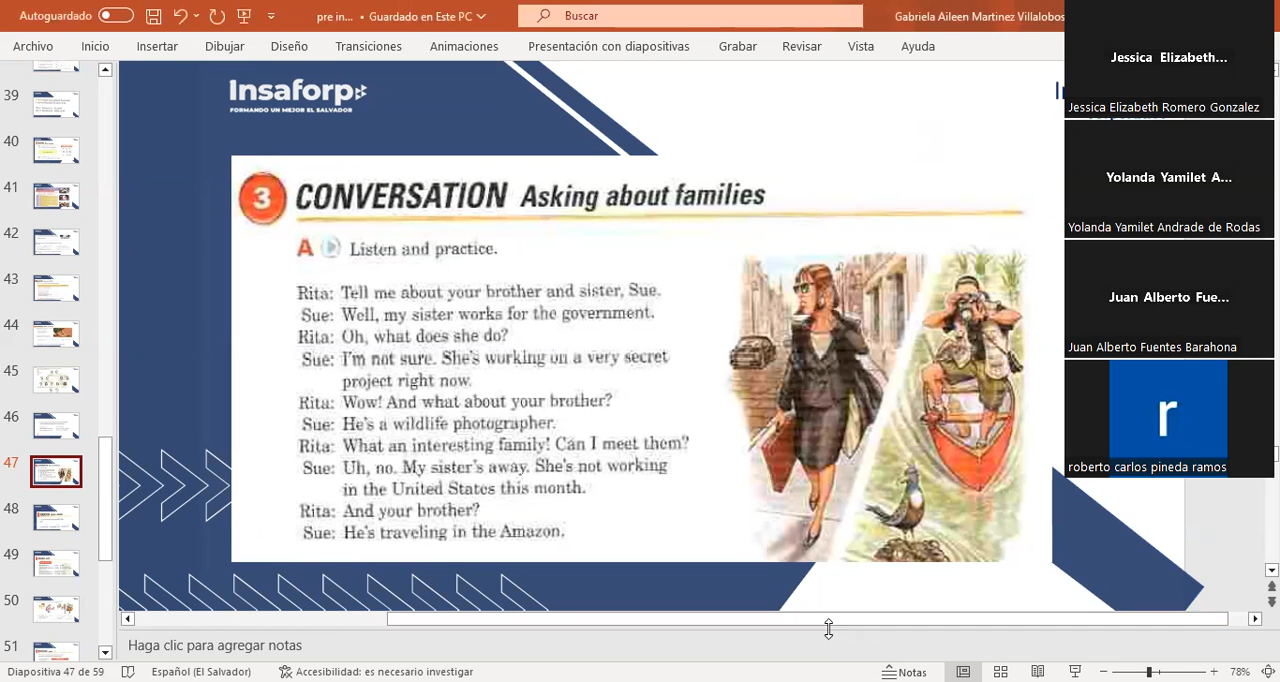 Autoguardado
pre in... • Guardado en Este PC
Buscar
Gabriela Aileen Martinez Villalobos
Archivo Inicio Insertar Dibujar Diseño Transiciones Animaciones Presentación con diapositivas Grabar Revisar Vista Ayuda
39
40
41
42
43
44
45
46
47
48
49
50
51
Insaforp
FORMANDO UN MEJOR EL SALVADOR
3 CONVERSATION Asking about families
A Listen and practice.
Rita: Tell me about your brother and sister, Sue.
Sue: Well, my sister works for the government.
Rita: Oh, what does she do?
Sue: I'm not sure. She's working on a very secret
project right now.
Rita: Wow! And what about your brother?
Sue: He's a wildlife photographer.
Rita: What an interesting family! Can I meet them?
Sue: Uh, no. My sister's away. She's not working
in the United States this month.
Rita: And your brother?
Sue: He's traveling in the Amazon.
Jessica Elizabeth...
Jessica Elizabeth Romero Gonzalez
Yolanda Yamilet A...
Yolanda Yamilet Andrade de Rodas
Juan Alberto Fue...
Juan Alberto Fuentes Barahona
r
roberto carlos pineda ramos
Haga clic para agregar notas
Diapositiva 47 de 59
Español (El Salvador)
Accesibilidad: es necesario investigar
Notas
78%